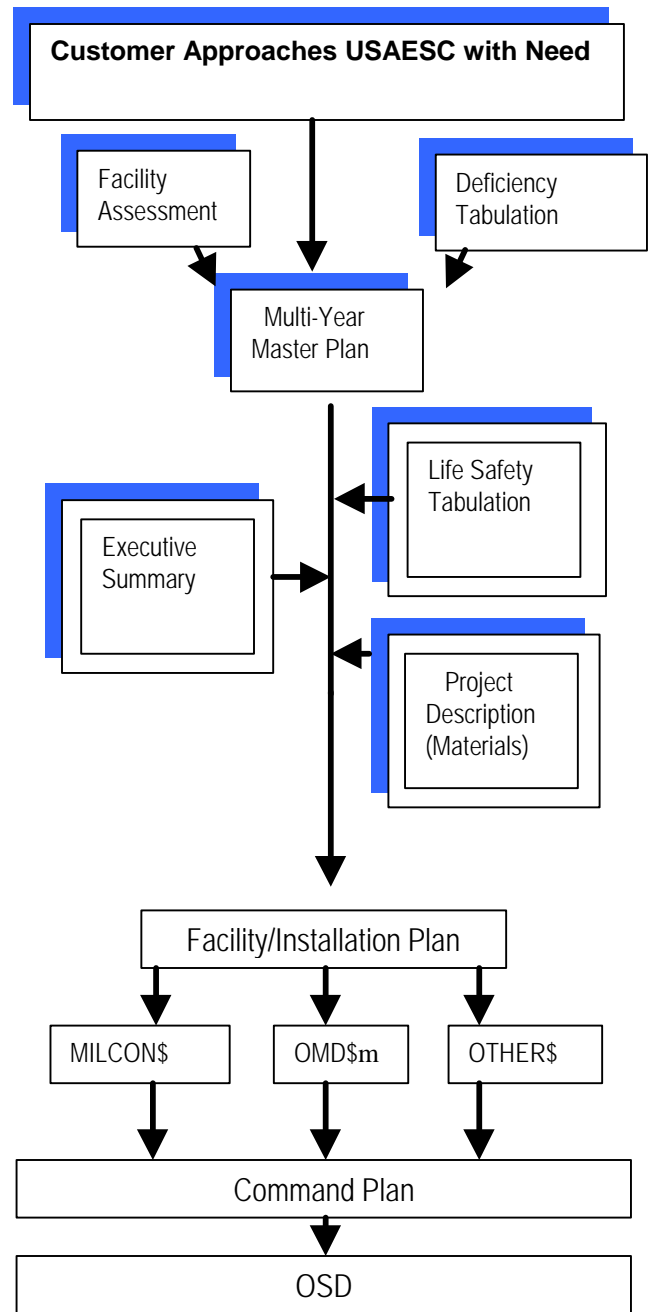 Customer Approaches USAESC with Need
Facility
Assessment
Deficiency
Tabulation
Multi-Year
Master Plan
Life Safety
Tabulation
Executive
Summary
Project
Description
(Materials)
Facility/Installation Plan
MILCON$
OMD$m
OTHER$
Command Plan
OSD